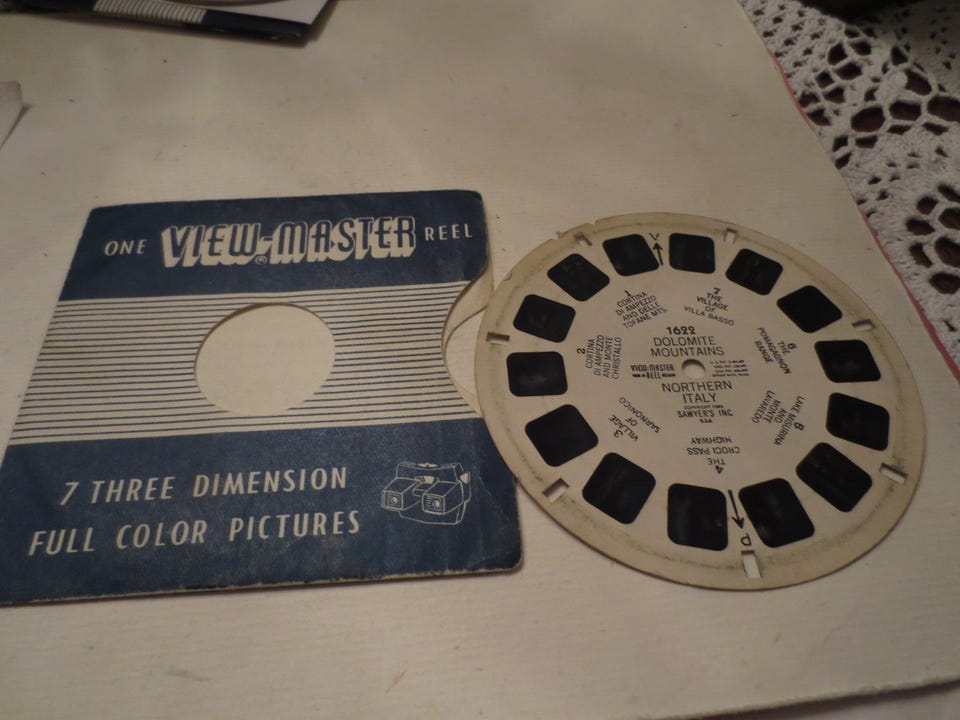 ONE VIEW-MASTER® REEL
7 THREE DIMENSION
FULL COLOR PICTURES
1622
DOLOMITE
MOUNTAINS
VIEW-MASTER
REEL
NORTHERN
ITALY
SAWYER'S INC.
U.S.A.
1
CORTINA
DI AMPEZZO
AND DELLE
TOFANE MTS.
2
CORTINA
DI AMPEZZO
AND MONTE
CHRISTALLO
3
VILLAGE
OF
SARNONICO
4
THE
CROCI PASS
HIGHWAY
LAKE MISURINA
AND
MONTE
LAVAREDO
6
THE
POMAGAGNON
RANGE
7
THE
VILLAGE
OF
VILLA BASSO